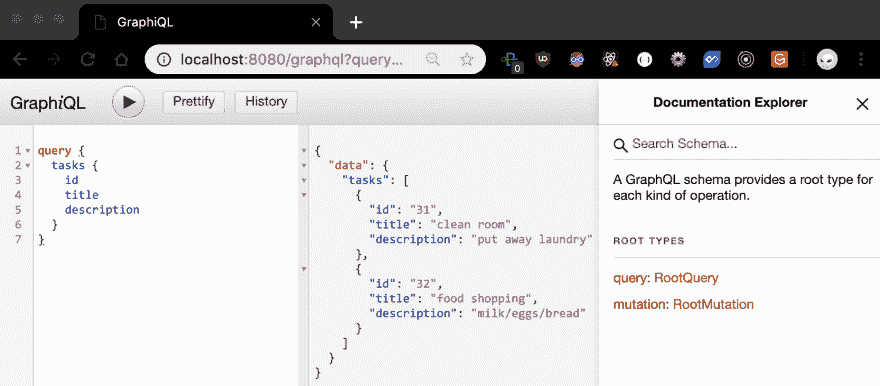 GraphiQL
localhost:8080/graphql?query...
0
GraphiQL
Prettify
History
1 query {
2 tasks {
3 id
4 title
5 description
6 }
7 }
{
"data": {
"tasks": [
{
"id": "31",
"title": "clean room",
"description": "put away laundry"
},
{
"id": "32",
"title": "food shopping",
"description": "milk/eggs/bread"
}
]
}
}
Documentation Explorer
Search Schema...
A GraphQL schema provides a root type for
each kind of operation.
ROOT TYPES
query: RootQuery
mutation: RootMutation